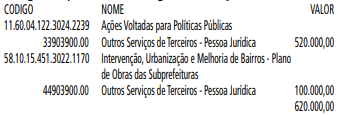 CODIGO NOME VALOR
11.60.04.122.3024.2239 Ações Voltadas para Políticas Públicas
33903900.00 Outros Serviços de Terceiros - Pessoa Jurídica 520.000,00
58.10.15.451.3022.1170 Intervenção, Urbanização e Melhoria de Bairros - Plano
de Obras das Subprefeituras
44903900.00 Outros Serviços de Terceiros - Pessoa Jurídica 100.000,00
620.000,00